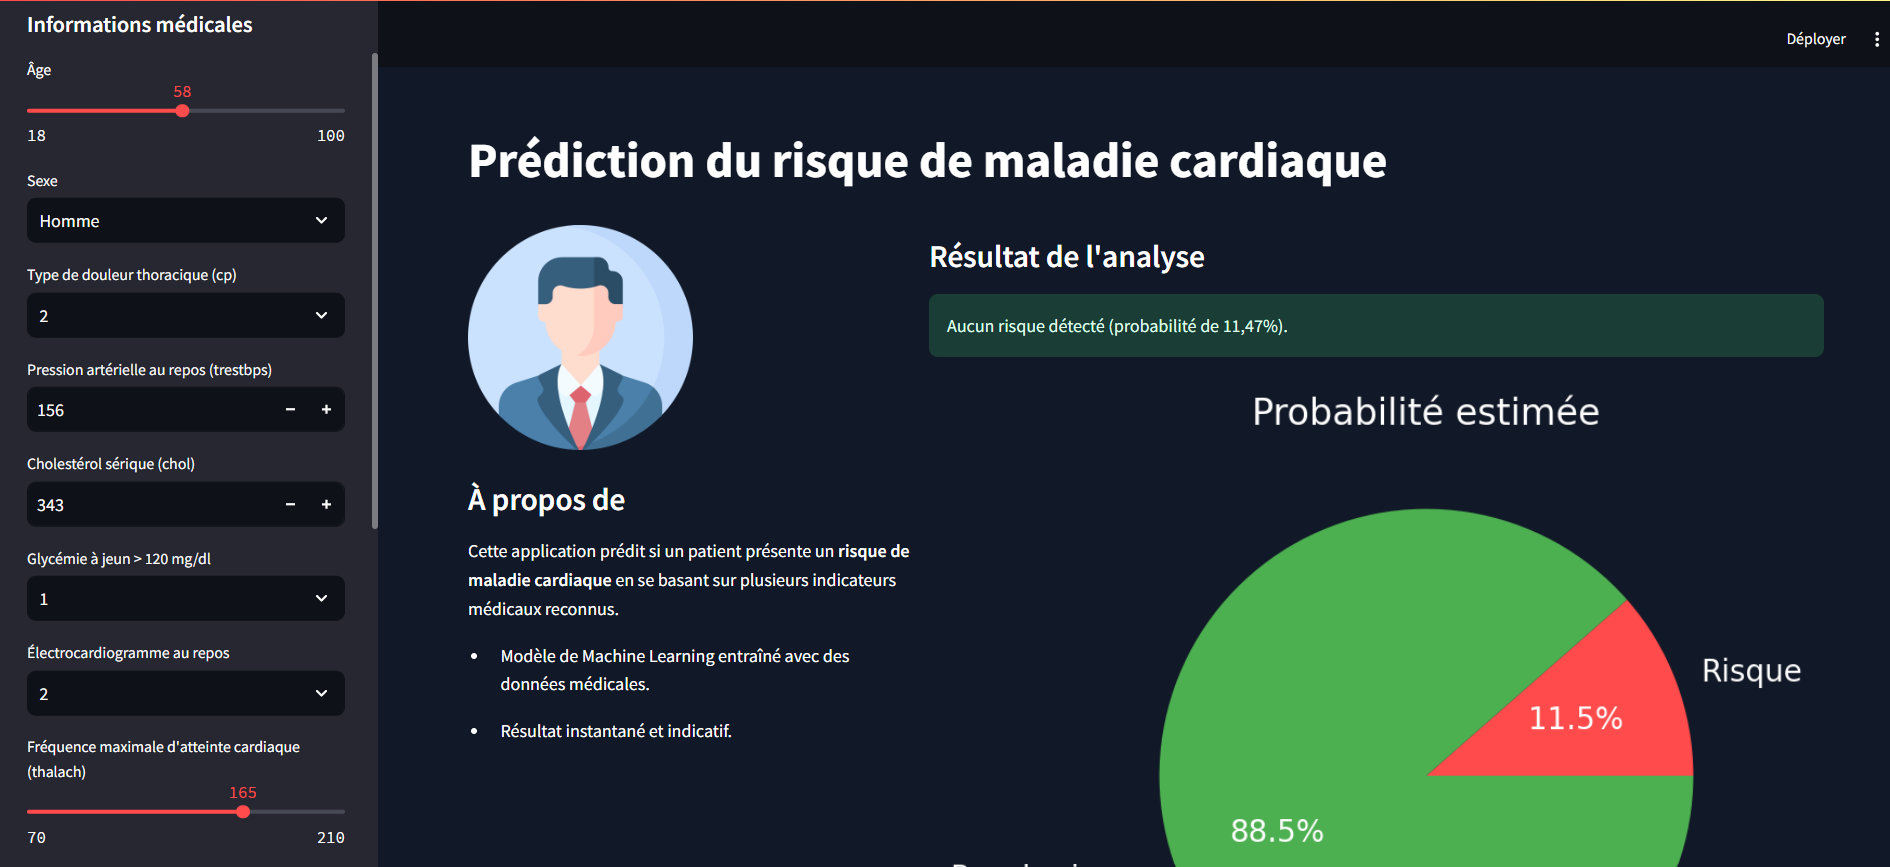 Informations médicales
Âge
58
18 100
Sexe
Homme
Type de douleur thoracique (cp)
2
Pression artérielle au repos (trestbps)
156 − +
Cholestérol sérique (chol)
343 − +
Glycémie à jeun > 120 mg/dl
1
Électrocardiogramme au repos
2
Fréquence maximale d'atteinte cardiaque
(thalach)
165
70 210
Déployer
Prédiction du risque de maladie cardiaque
À propos de
Cette application prédit si un patient présente un risque de
maladie cardiaque en se basant sur plusieurs indicateurs
médicaux reconnus.
• Modèle de Machine Learning entraîné avec des
données médicales.
• Résultat instantané et indicatif.
Résultat de l'analyse
Aucun risque détecté (probabilité de 11,47%).
Probabilité estimée
Risque
11.5%
88.5%